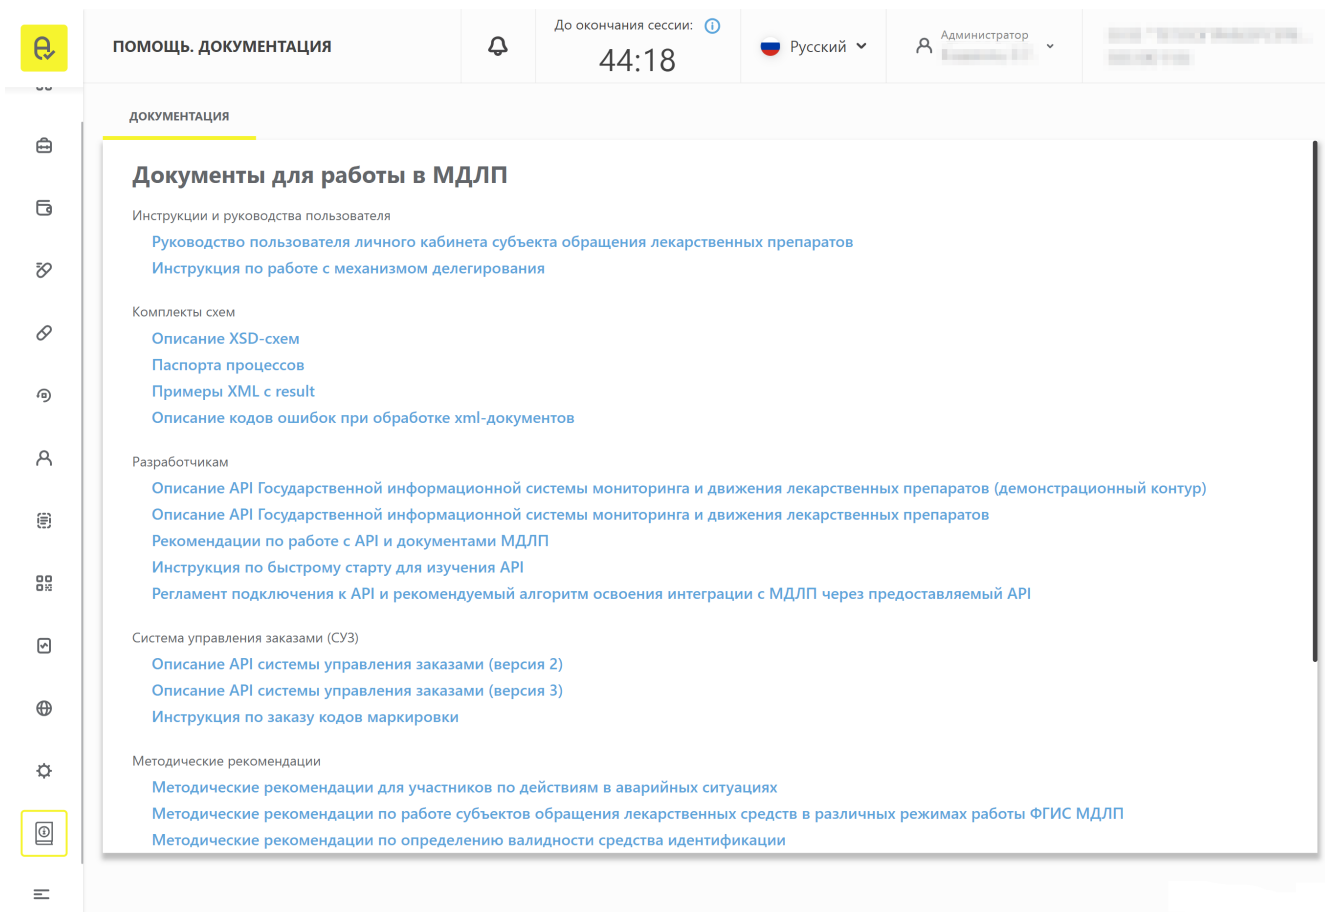 ПОМОЩЬ. ДОКУМЕНТАЦИЯ
До окончания сессии:
44:18
Русский
Администратор
ДОКУМЕНТАЦИЯ
Документы для работы в МДЛП
Инструкции и руководства пользователя
Руководство пользователя личного кабинета субъекта обращения лекарственных препаратов
Инструкция по работе с механизмом делегирования
Комплекты схем
Описание XSD-схем
Паспорта процессов
Примеры XML с result
Описание кодов ошибок при обработке xml-документов
Разработчикам
Описание API Государственной информационной системы мониторинга и движения лекарственных препаратов (демонстрационный контур)
Описание API Государственной информационной системы мониторинга и движения лекарственных препаратов
Рекомендации по работе с API и документами МДЛП
Инструкция по быстрому старту для изучения API
Регламент подключения к API и рекомендуемый алгоритм освоения интеграции с МДЛП через предоставляемый API
Система управления заказами (СУЗ)
Описание API системы управления заказами (версия 2)
Описание API системы управления заказами (версия 3)
Инструкция по заказу кодов маркировки
Методические рекомендации
Методические рекомендации для участников по действиям в аварийных ситуациях
Методические рекомендации по работе субъектов обращения лекарственных средств в различных режимах работы ФГИС МДЛП
Методические рекомендации по определению валидности средства идентификации